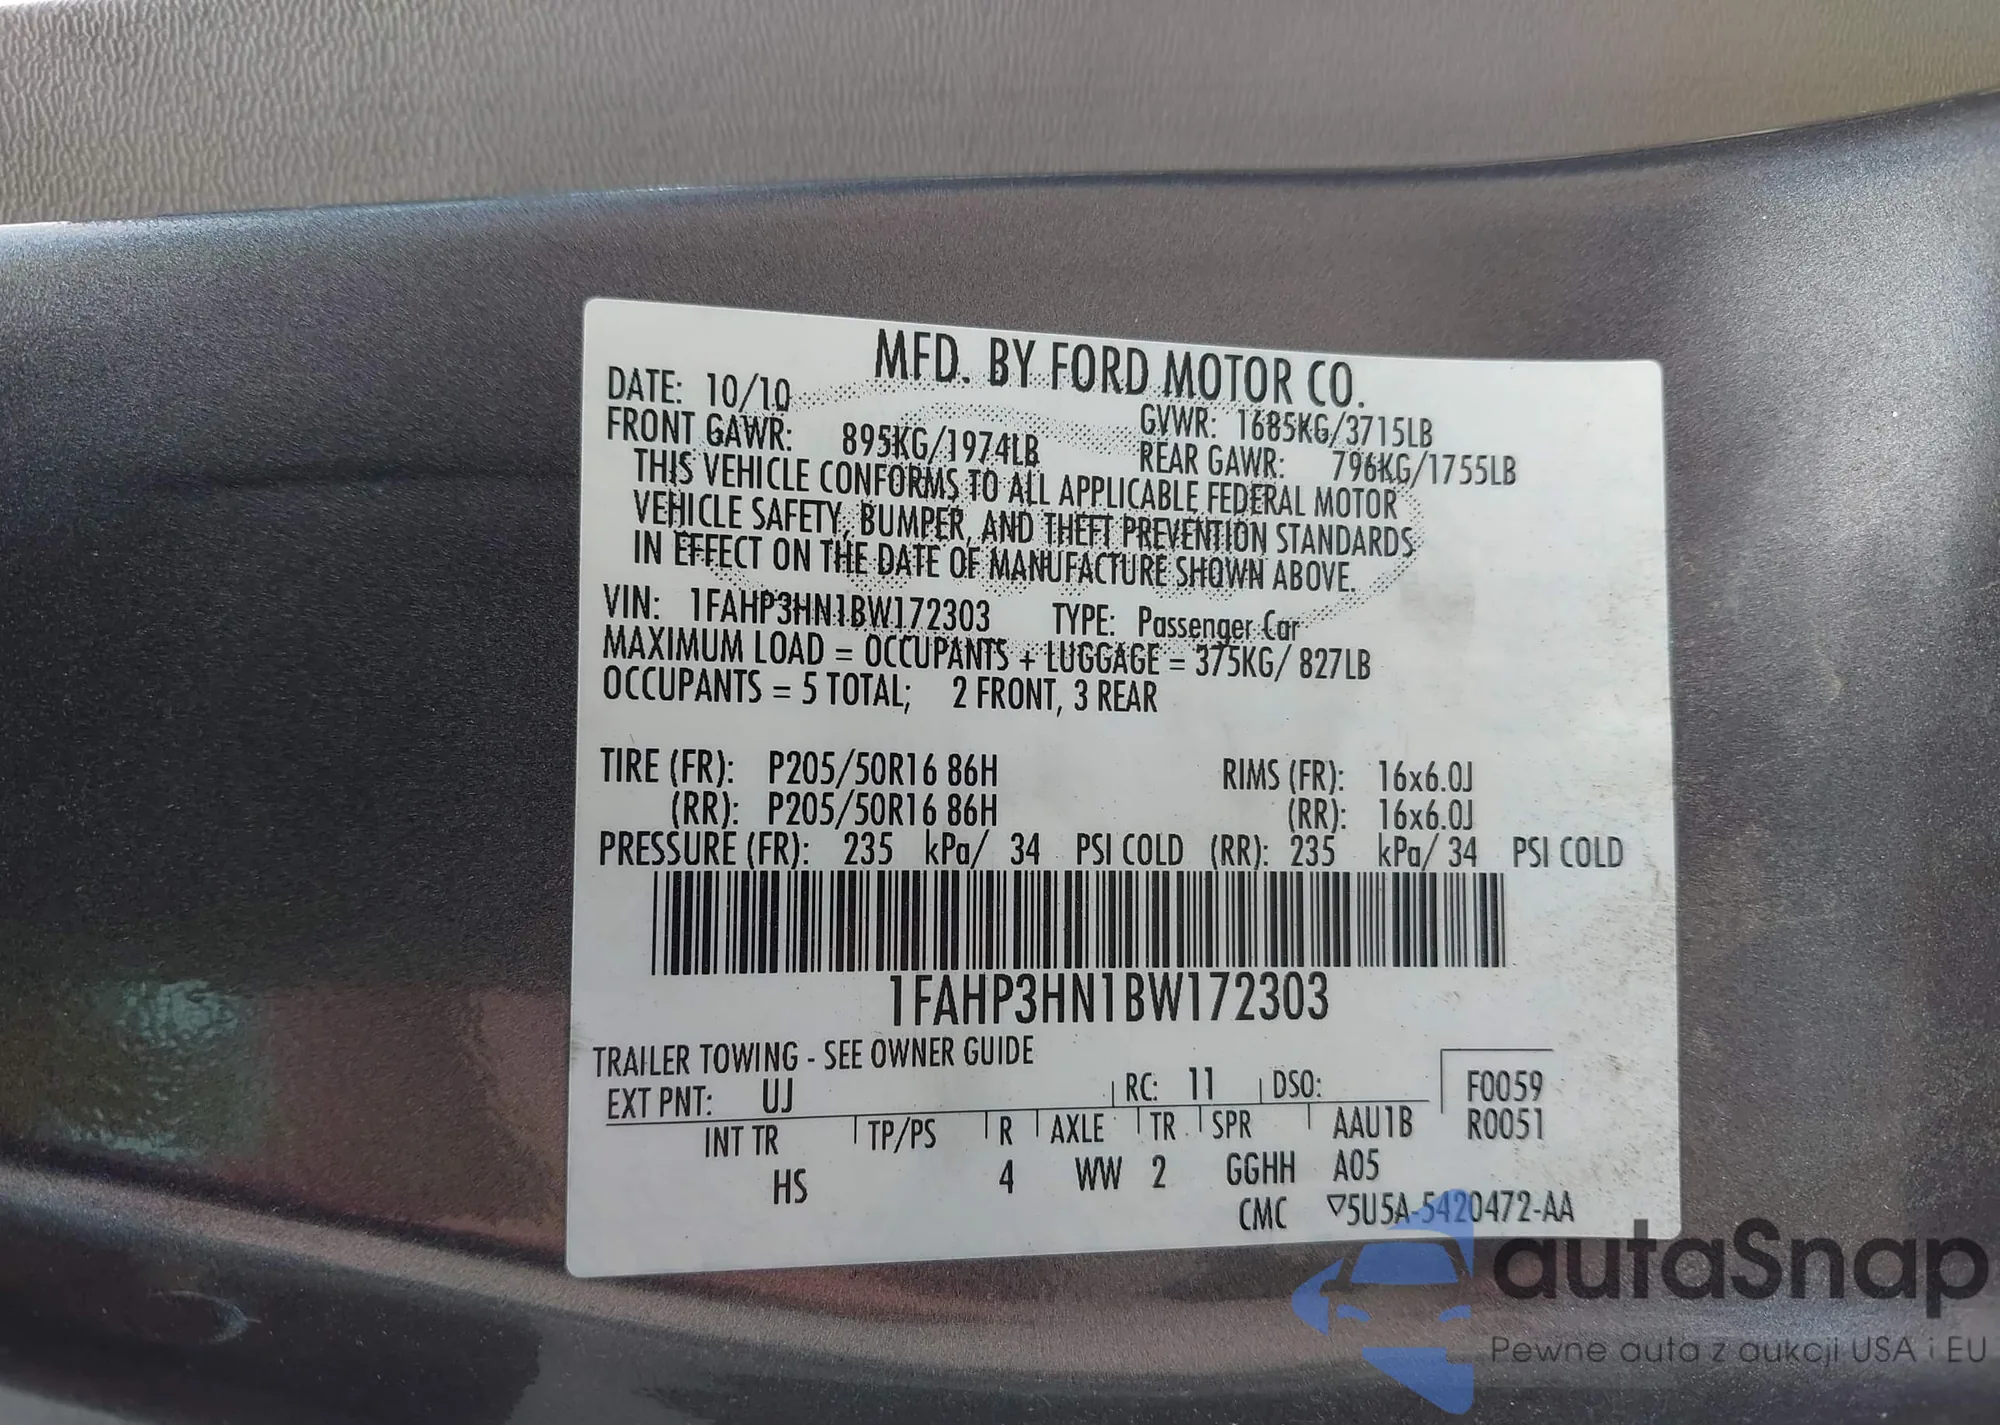 MFD. BY FORD MOTOR CO.
DATE: 10/10 GVWR: 1685KG/3715LB
FRONT GAWR: 895KG/1974LB REAR GAWR: 796KG/1755LB
THIS VEHICLE CONFORMS TO ALL APPLICABLE FEDERAL MOTOR
VEHICLE SAFETY, BUMPER, AND THEFT PREVENTION STANDARDS
IN EFFECT ON THE DATE OF MANUFACTURE SHOWN ABOVE.
VIN: 1FAHP3HN1BW172303 TYPE: Passenger Car
MAXIMUM LOAD = OCCUPANTS + LUGGAGE = 375KG/ 827LB
OCCUPANTS = 5 TOTAL; 2 FRONT, 3 REAR
TIRE (FR): P205/50R16 86H RIMS (FR): 16x6.0J
(RR): P205/50R16 86H (RR): 16x6.0J
PRESSURE (FR): 235 kPa/ 34 PSI COLD (RR): 235 kPa/ 34 PSI COLD
1FAHP3HN1BW172303
TRAILER TOWING - SEE OWNER GUIDE
EXT PNT: UJ RC: 11 DSO: F0059
INT TR TP/PS R AXLE TR SPR AAU1B R0051
HS 4 WW 2 GGHH A05
CMC ▽5U5A-5420472-AA
autaSnap
Pewne auta z aukcji USA i EU